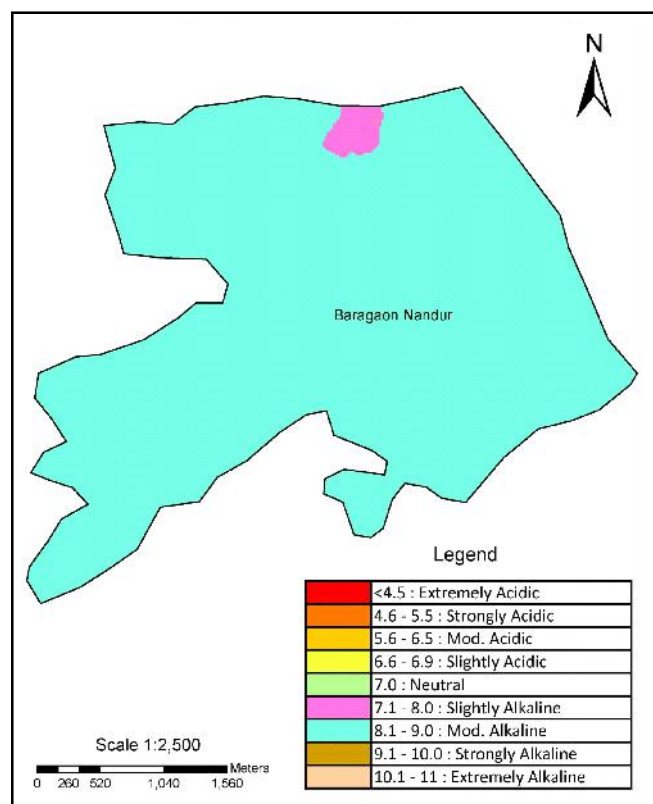 N
Baragaon Nandur
Legend
<4.5 : Extremely Acidic
4.6 - 5.5 : Strongly Acidic
5.6 - 6.5 : Mod. Acidic
6.6 - 6.9 : Slightly Acidic
7.0 : Neutral
7.1 - 8.0 : Slightly Alkaline
8.1 - 9.0 : Mod. Alkaline
9.1 - 10.0 : Strongly Alkaline
10.1 - 11 : Extremely Alkaline
Scale 1:2,500
Meters
0 260 520 1,040 1,560